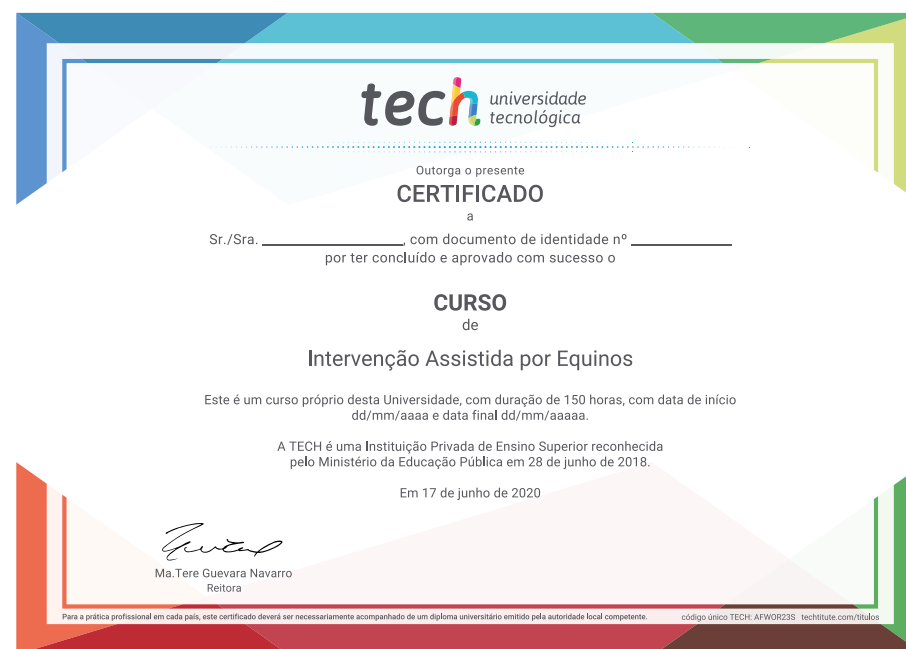 tech universidade
tecnológica
Outorga o presente
CERTIFICADO
a
Sr./Sra. ____________, com documento de identidade nº ____________
por ter concluído e aprovado com sucesso o
CURSO
de
Intervenção Assistida por Equinos
Este é um curso próprio desta Universidade, com duração de 150 horas, com data de início
dd/mm/aaaa e data final dd/mm/aaaaa.
A TECH é uma Instituição Privada de Ensino Superior reconhecida
pelo Ministério da Educação Pública em 28 de junho de 2018.
Em 17 de junho de 2020
Ma.Tere Guevara Navarro
Reitora
Para a prática profissional em cada país, este certificado deverá ser necessariamente acompanhado de um diploma universitário emitido pela autoridade local competente. código único TECH: AFWOR23S techtitute.com/titulos